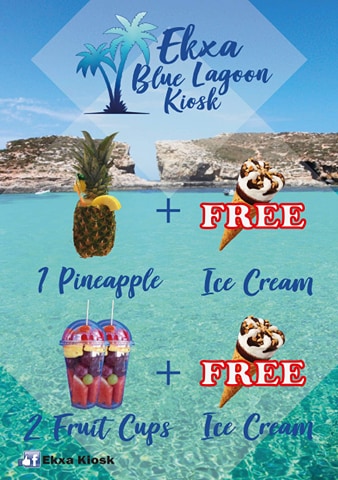 Ekxa
Blue Lagoon
Kiosk
+ FREE
1 Pineapple Ice Cream
+ FREE
2 Fruit Cups Ice Cream
f Ekxa Kiosk